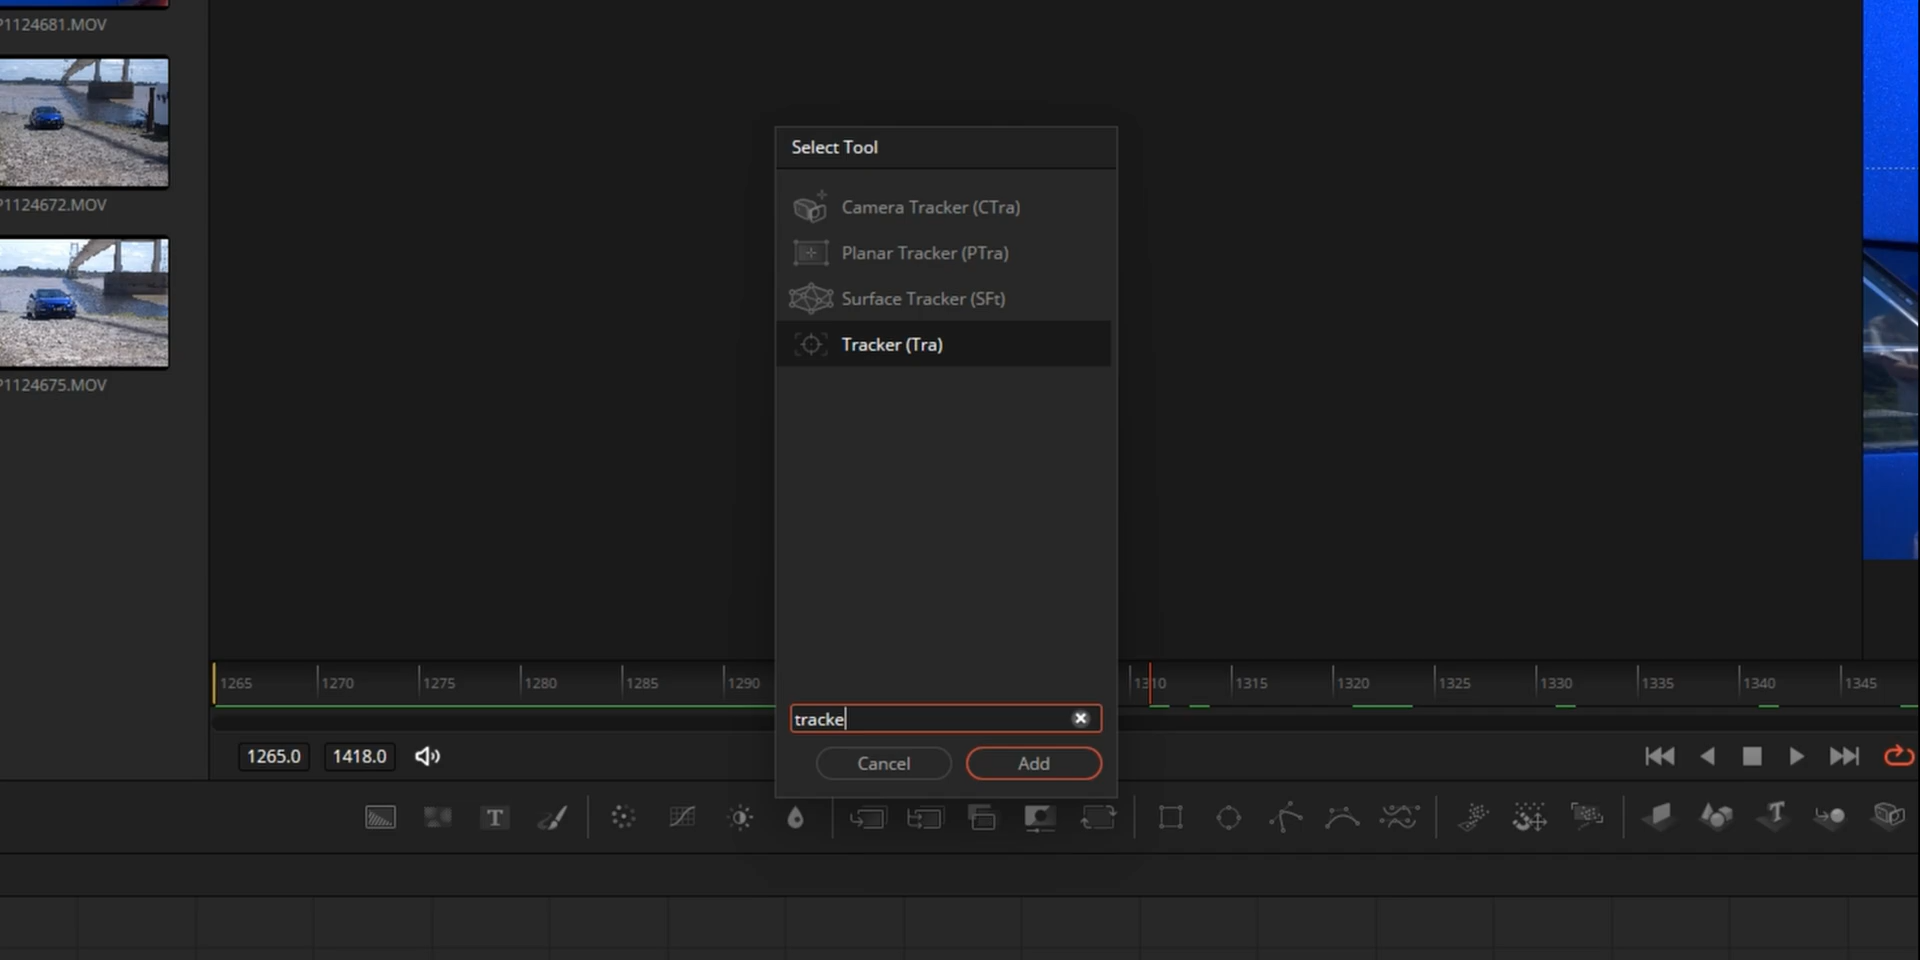 P1124681.MOV
P1124672.MOV
P1124675.MOV
Select Tool
Camera Tracker (CTra)
Planar Tracker (PTra)
Surface Tracker (SFt)
Tracker (Tra)
1265 1270 1275 1280 1285 1290 1310 1315 1320 1325 1330 1335 1340 1345
tracke
1265.0 1418.0
Cancel Add
T